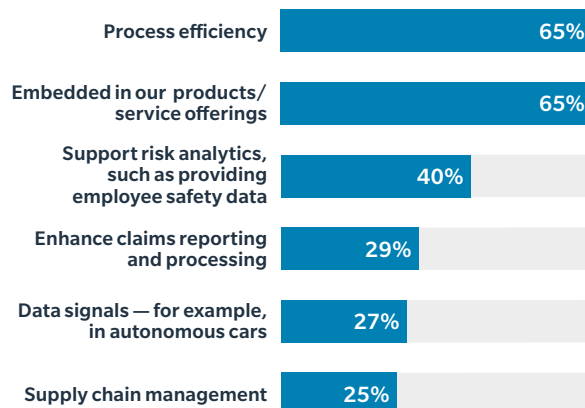 Process efficiency
65%
Embedded in our products/
service offerings
65%
Support risk analytics,
such as providing
employee safety data
40%
Enhance claims reporting
and processing
29%
Data signals — for example,
in autonomous cars
27%
Supply chain management
25%